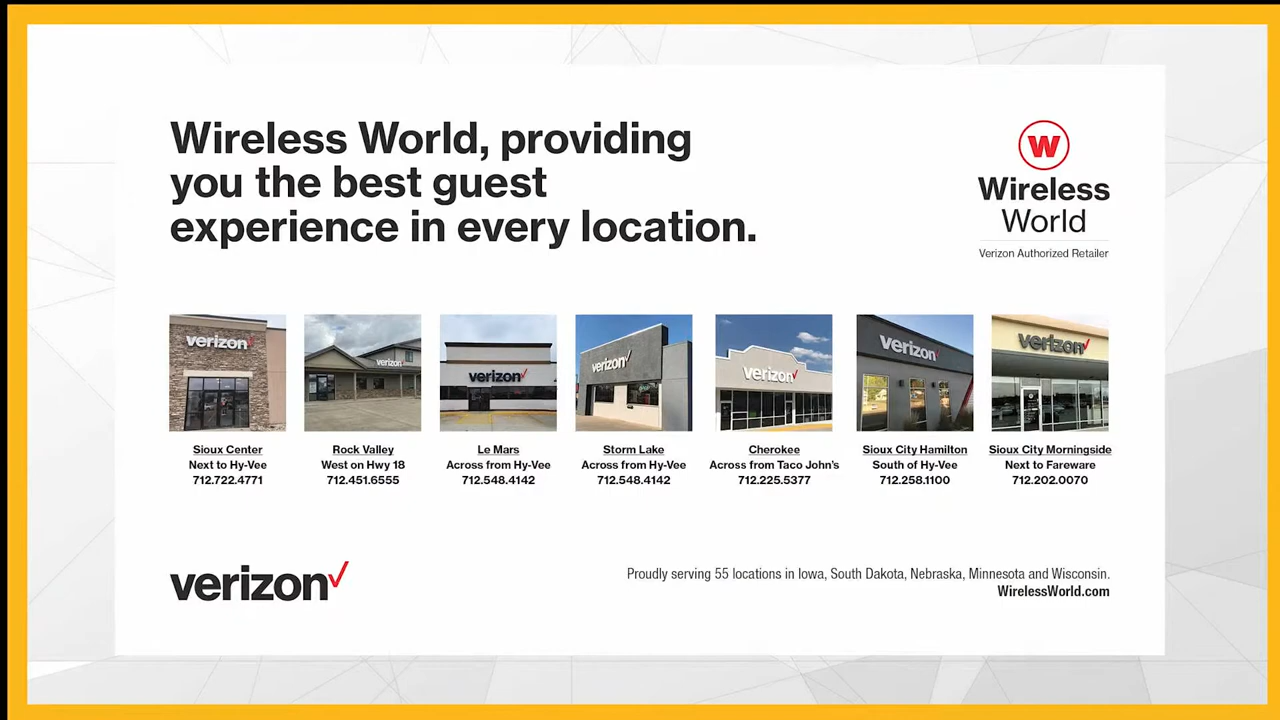 Wireless World, providing
you the best guest
experience in every location.
W
Wireless
World
Verizon Authorized Retailer
verizon
verizon
verizon
verizon
verizon
verizon
verizon
Sioux Center
Next to Hy-Vee
712.722.4771
Rock Valley
West on Hwy 18
712.451.6555
Le Mars
Across from Hy-Vee
712.548.4142
Storm Lake
Across from Hy-Vee
712.548.4142
Cherokee
Across from Taco John's
712.225.5377
Sioux City Hamilton
South of Hy-Vee
712.258.1100
Sioux City Morningside
Next to Fareware
712.202.0070
verizon
Proudly serving 55 locations in Iowa, South Dakota, Nebraska, Minnesota and Wisconsin.
WirelessWorld.com